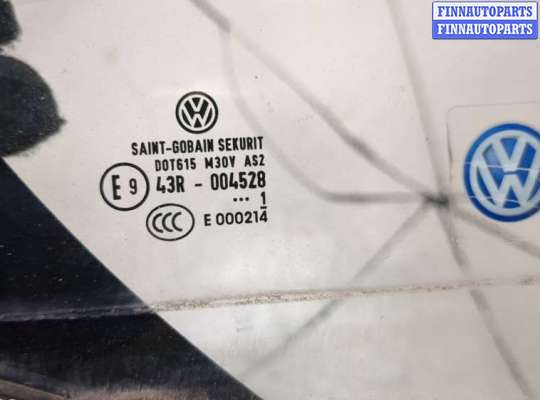 FINNAUTOPARTS
FINNAUTOPARTS
SAINT-GOBAIN SEKURIT
DOT615 M30V AS2
E 9 43R - 004528
... 1
CCC E 000214